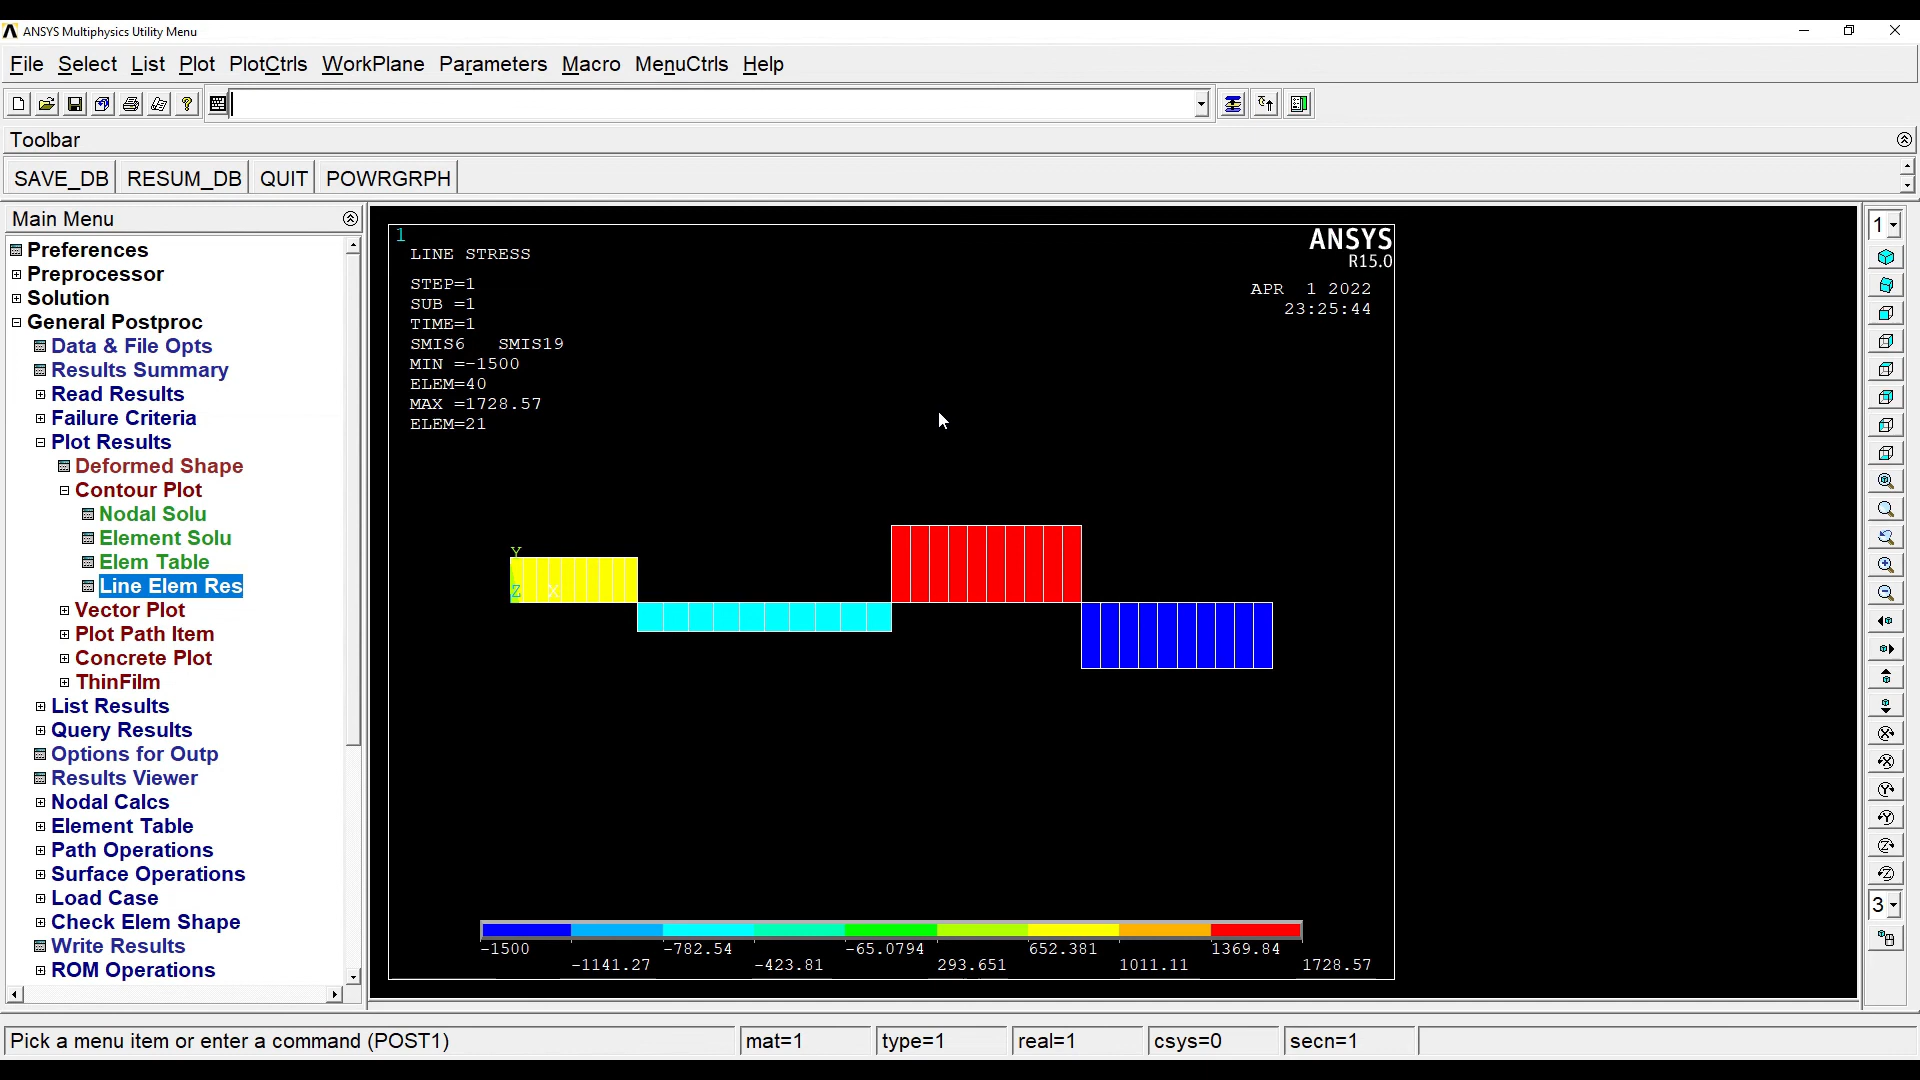 ANSYS Multiphysics Utility Menu
File Select List Plot PlotCtrls WorkPlane Parameters Macro MenuCtrls Help
Toolbar
SAVE_DB RESUM_DB QUIT POWRGRPH
Main Menu
Preferences
Preprocessor
Solution
General Postproc
Data & File Opts
Results Summary
Read Results
Failure Criteria
Plot Results
Deformed Shape
Contour Plot
Nodal Solu
Element Solu
Elem Table
Line Elem Res
Vector Plot
Plot Path Item
Concrete Plot
ThinFilm
List Results
Query Results
Options for Outp
Results Viewer
Nodal Calcs
Element Table
Path Operations
Surface Operations
Load Case
Check Elem Shape
Write Results
ROM Operations
1
LINE STRESS
STEP=1
SUB =1
TIME=1
SMIS6 SMIS19
MIN =-1500
ELEM=40
MAX =1728.57
ELEM=21
ANSYS
R15.0
APR 1 2022
23:25:44
Y
Z X
-1500 -782.54 -65.0794 652.381 1369.84
-1141.27 -423.81 293.651 1011.11 1728.57
1
3
Pick a menu item or enter a command (POST1) mat=1 type=1 real=1 csys=0 secn=1